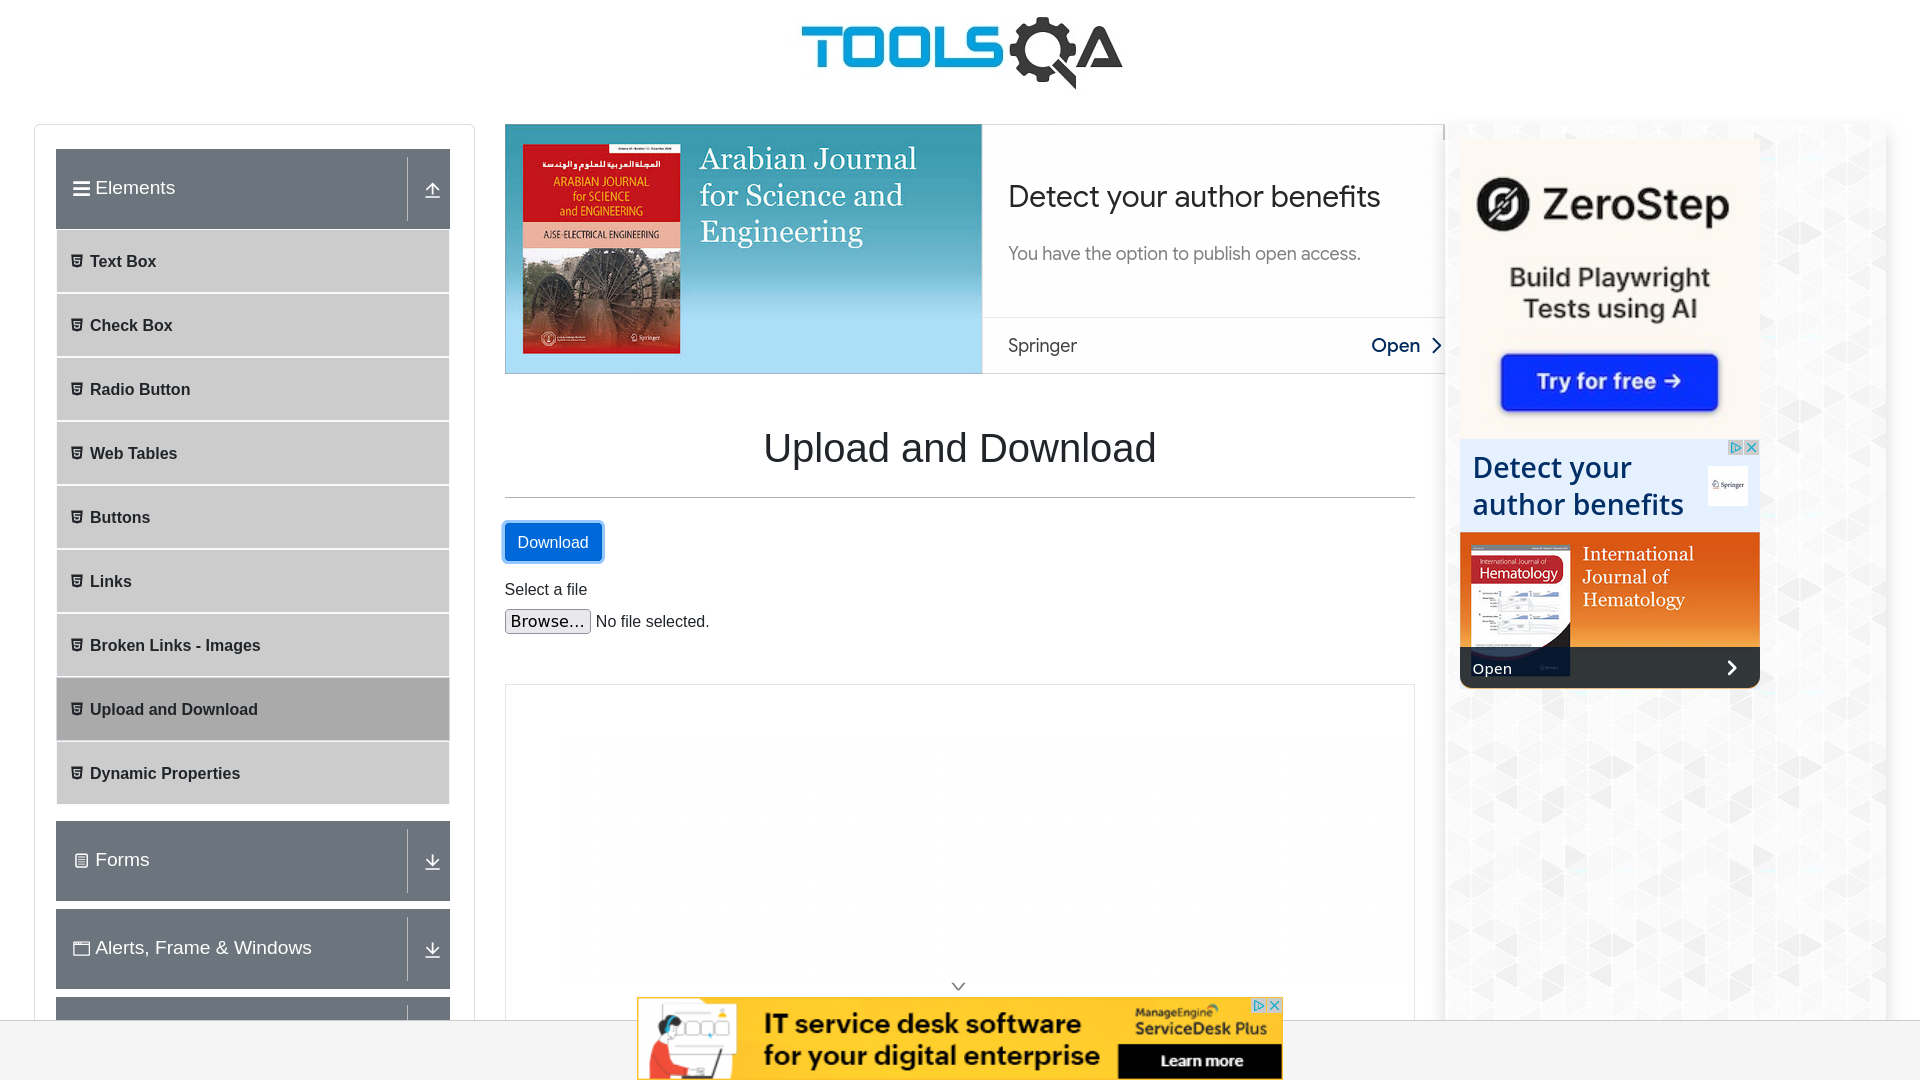 TOOLSQA
Elements
Text Box
Check Box
Radio Button
Web Tables
Buttons
Links
Broken Links - Images
Upload and Download
Dynamic Properties
Forms
Alerts, Frame & Windows
المجلة العربية للعلوم والهندسة
ARABIAN JOURNAL
for SCIENCE
and ENGINEERING
AJSE-ELECTRICAL ENGINEERING
Springer
Arabian Journal
for Science and
Engineering
Detect your author benefits
You have the option to publish open access.
Springer
Open
Upload and Download
Download
Select a file
Browse… No file selected.
ZeroStep
Build Playwright
Tests using AI
Try for free →
Detect your
author benefits
Springer
International Journal of
Hematology
International
Journal of
Hematology
Open
IT service desk software
for your digital enterprise
ManageEngine
ServiceDesk Plus
Learn more